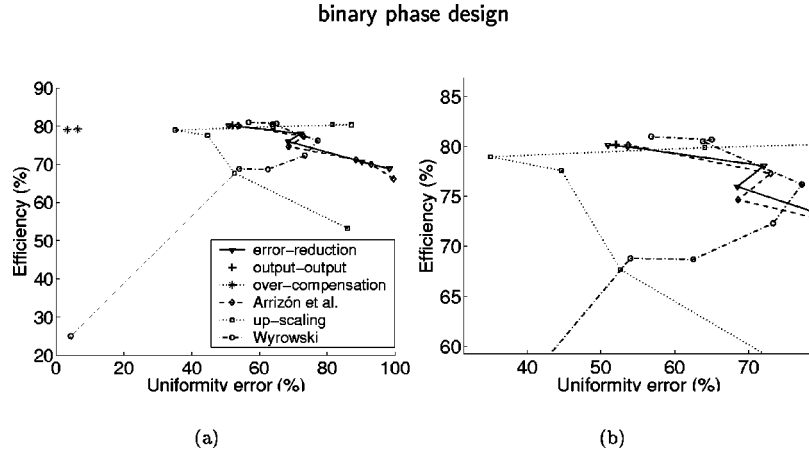 binary phase design
90
80
70
60
50
40
30
20
0
20
40
60
80
100
Efficiency (%)
Uniformity error (%)
error-reduction
output-output
over-compensation
Arrizón et al.
up-scaling
Wyrowski
(a)
85
80
75
70
65
60
40
50
60
70
Efficiency (%)
Uniformity error (%)
(b)